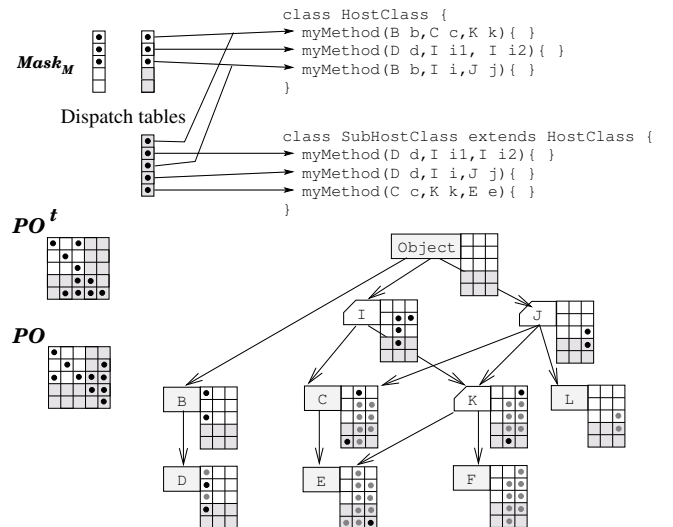 class HostClass {
myMethod(B b,C c,K k){ }
myMethod(D d,I i1, I i2){ }
Mask M
myMethod(B b,I i,J j){ }
}
Dispatch tables
class SubHostClass extends HostClass {
myMethod(D d,I i1,I i2){ }
myMethod(D d,I i,J j){ }
myMethod(C c,K k,E e){ }
}
PO t
Object
I
J
PO
B
C
K
L
D
E
F